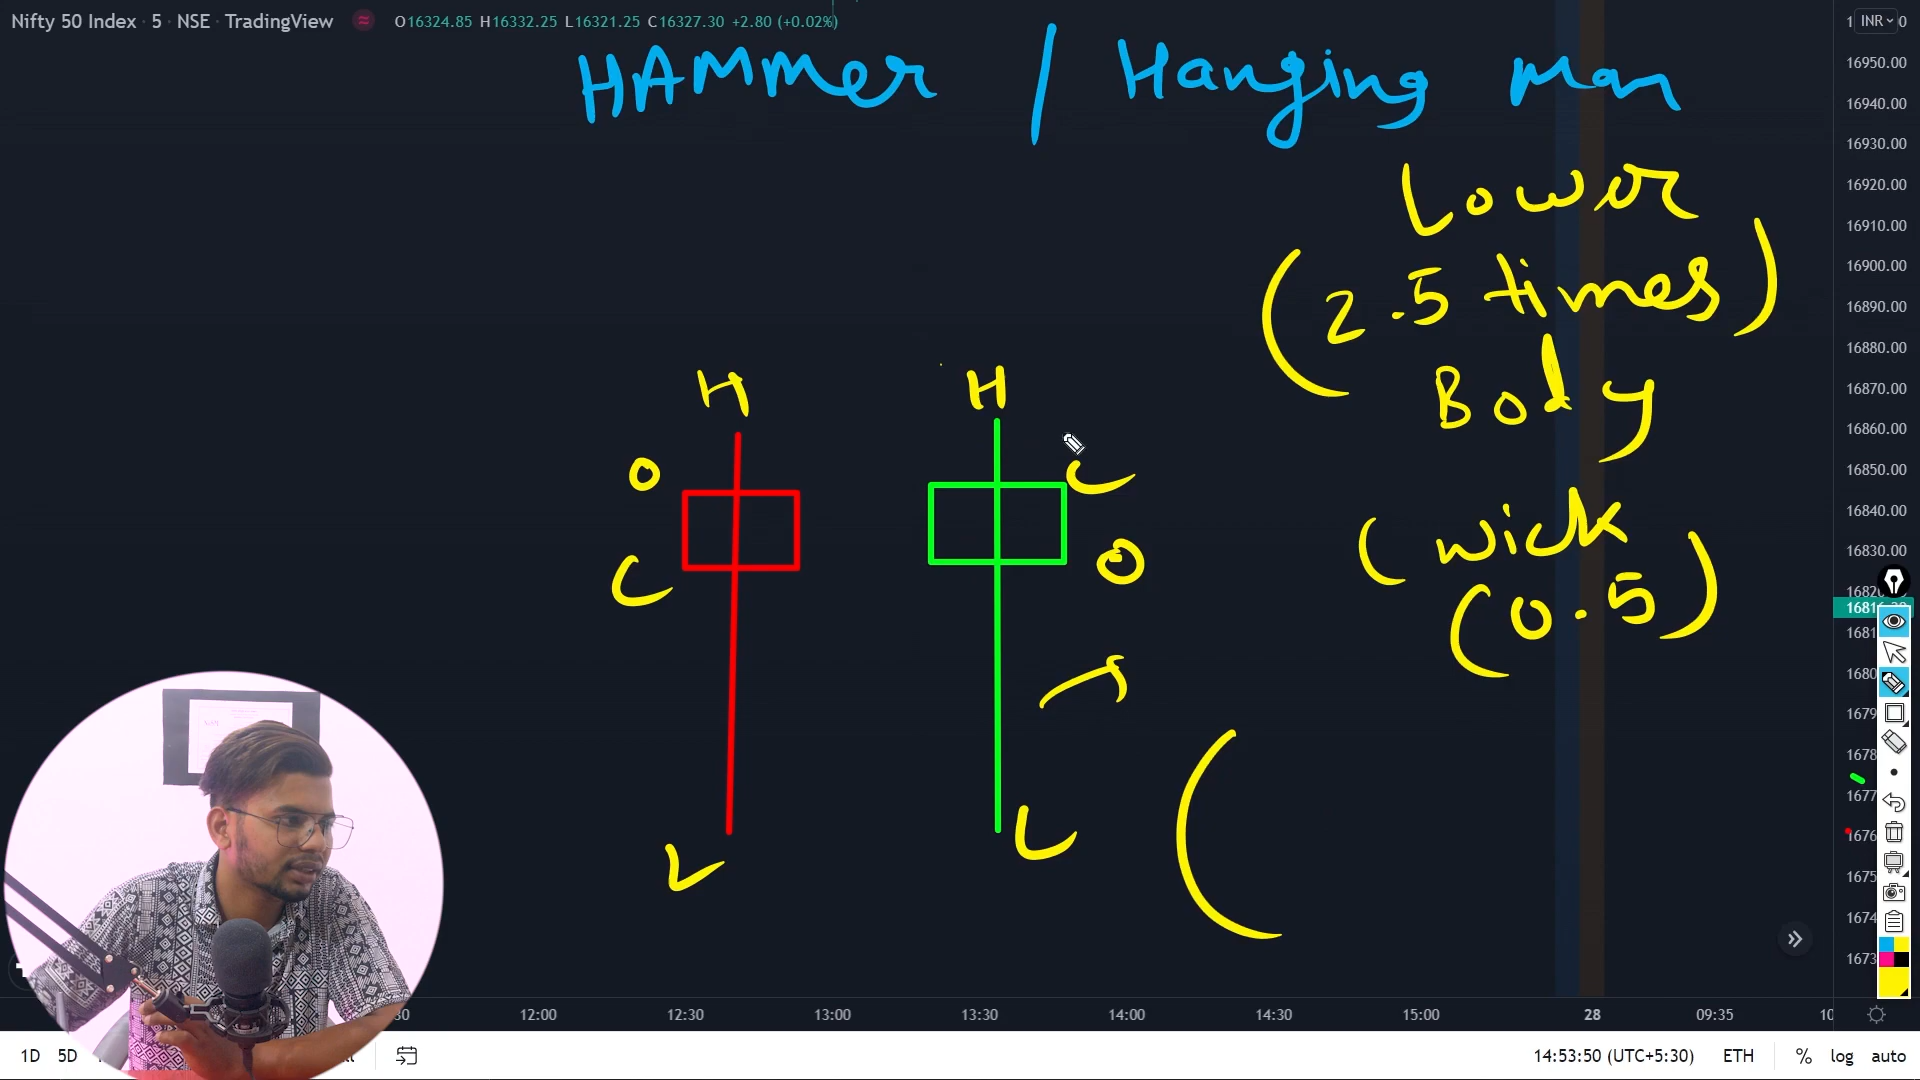 Nifty 50 Index · 5 · NSE · TradingView
O16324.85 H16332.25 L16321.25 C16327.30 +2.80 (+0.02%)
INR
HAMMer / Hanging Man
Lower
(2.5 times)
Body
(wick
(0.5)
H
H
O
C
C
O
L
L
16950.00
16940.00
16930.00
16920.00
16910.00
16900.00
16890.00
16880.00
16870.00
16860.00
16850.00
16840.00
16830.00
12:00
12:30
13:00
13:30
14:00
14:30
15:00
28
09:35
1D
5D
14:53:50 (UTC+5:30)
ETH
%
log
auto